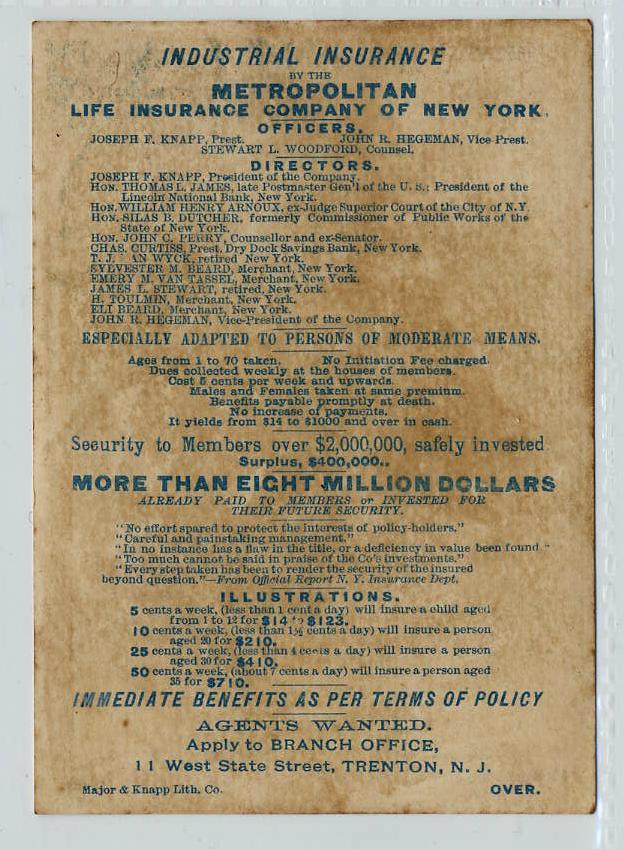 INDUSTRIAL INSURANCE
BY THE
METROPOLITAN
LIFE INSURANCE COMPANY OF NEW YORK.
OFFICERS.
JOSEPH F. KNAPP, Prest. JOHN R. HEGEMAN, Vice-Prest.
STEWART L. WOODFORD, Counsel.
DIRECTORS.
JOSEPH F. KNAPP, President of the Company.
HON. THOMAS L. JAMES, late Postmaster Gen'l of the U. S.; President of the
Lincoln National Bank, New York.
HON. WILLIAM HENRY ARNOUX, ex-Judge Superior Court of the City of N.Y.
HON. SILAS B. DUTCHER, formerly Commissioner of Public Works of the
State of New York.
HON. JOHN C. PERRY, Counsellor and ex-Senator.
CHAS. CURTISS, Prest. Dry Dock Savings Bank, New York.
T. J. AN WYCK, retired New York.
SYLVESTER M. BEARD, Merchant, New York,
EMERY M. VAN TASSEL, Merchant, New York.
JAMES L. STEWART, retired, New York.
H. TOULMIN, Merchant, New York.
ELI BEARD, Merchant, New York.
JOHN R. HEGEMAN, Vice-President of the Company.
ESPECIALLY ADAPTED TO PERSONS OF MODERATE MEANS.
Ages from 1 to 70 taken. No Initiation Fee charged.
Dues collected weekly at the houses of members.
Cost 5 cents per week and upwards.
Males and Females taken at same premium.
Benefits payable promptly at death.
No increase of payments.
It yields from $14 to $1000 and over in cash.
Security to Members over $2,000,000, safely invested
Surplus, $400,000..
MORE THAN EIGHT MILLION DOLLARS
ALREADY PAID TO MEMBERS or INVESTED FOR
THEIR FUTURE SECURITY.
"No effort spared to protect the interests of policy-holders."
"Careful and painstaking management."
"In no instance has a flaw in the title, or a deficiency in value been found"
"Too much cannot be said in praise of the Co's investments."
"Every step taken has been to render the security of the insured
beyond question."—From Official Report N. Y. Insurance Dept.
ILLUSTRATIONS.
5 cents a week, (less than 1 cent a day) will insure a child aged
from 1 to 12 for $14 to $123.
10 cents a week, (less than 1½ cents a day) will insure a person
aged 20 for $210.
25 cents a week, (less than 4 cents a day) will insure a person
aged 30 for $410.
50 cents a week, (about 7 cents a day) will insure a person aged
35 for $710.
IMMEDIATE BENEFITS AS PER TERMS OF POLICY
AGENTS WANTED.
Apply to BRANCH OFFICE,
11 West State Street, TRENTON, N. J.
Major & Knapp Lith. Co. OVER.